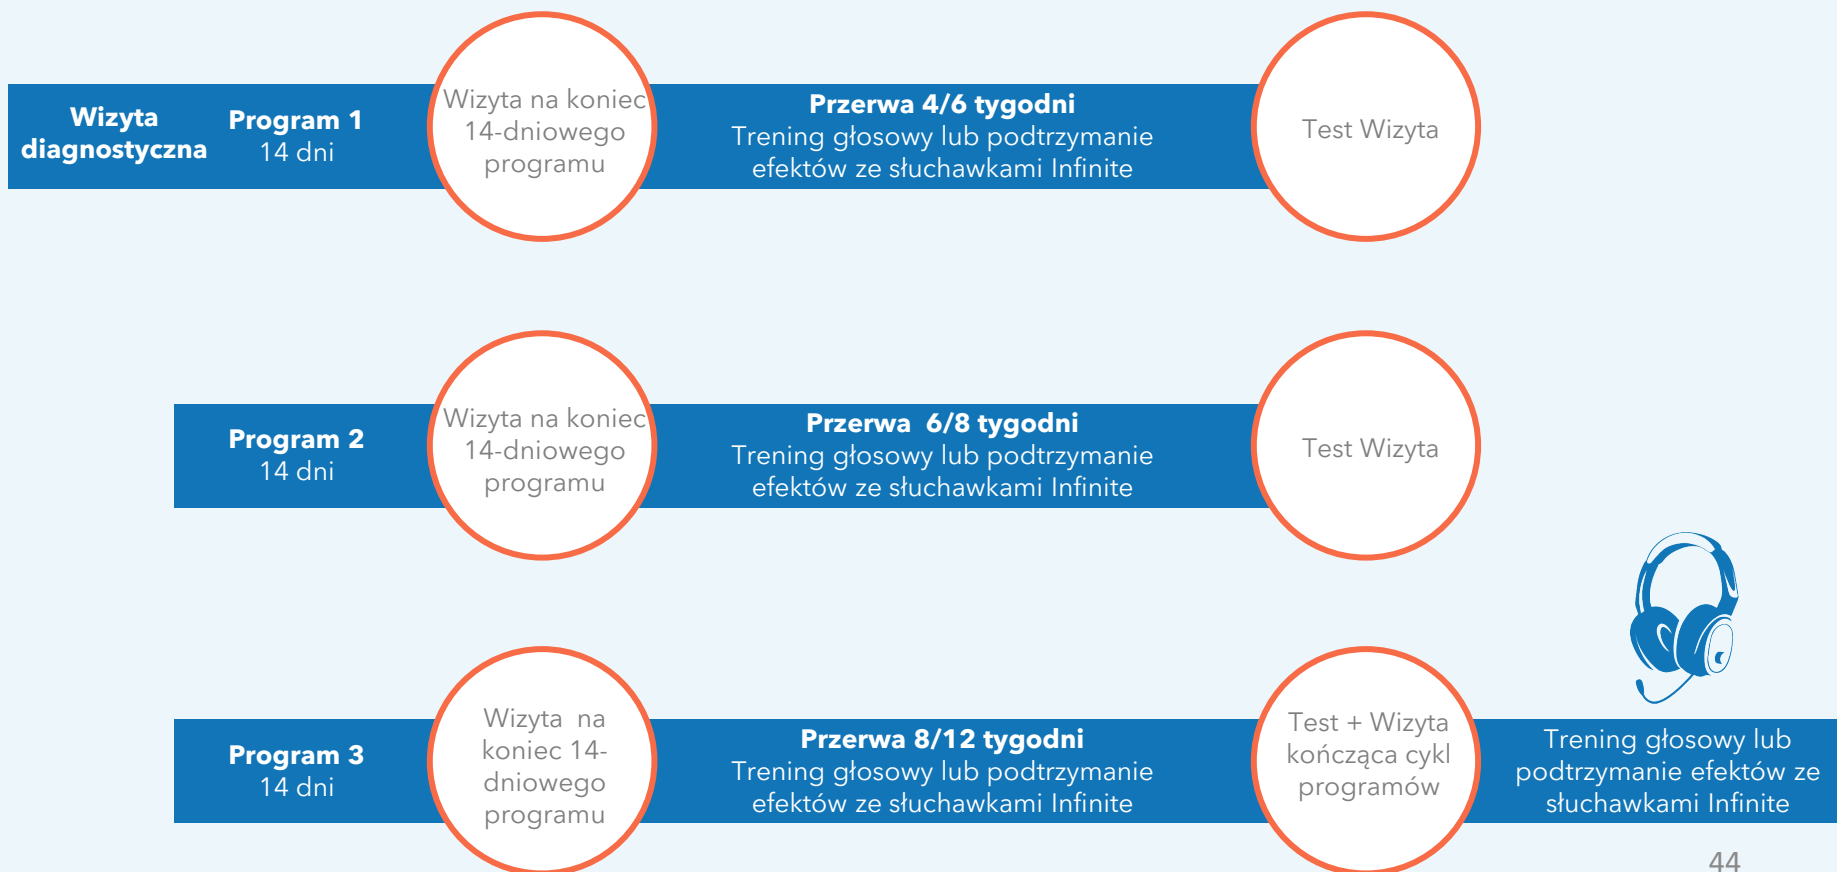 Wizyta
diagnostyczna
Program 1
14 dni
Wizyta na koniec
14-dniowego
programu
Przerwa 4/6 tygodni
Trening głosowy lub podtrzymanie
efektów ze słuchawkami Infinite
Test Wizyta
Program 2
14 dni
Wizyta na koniec
14-dniowego
programu
Przerwa  6/8 tygodni
Trening głosowy lub podtrzymanie
efektów ze słuchawkami Infinite
Test Wizyta
Program 3
14 dni
Wizyta  na
koniec 14-
dniowego
programu
Przerwa 8/12 tygodni
Trening głosowy lub podtrzymanie
efektów ze słuchawkami Infinite
Test + Wizyta
kończąca cykl
programów
Trening głosowy lub
podtrzymanie efektów ze
słuchawkami Infinite
44